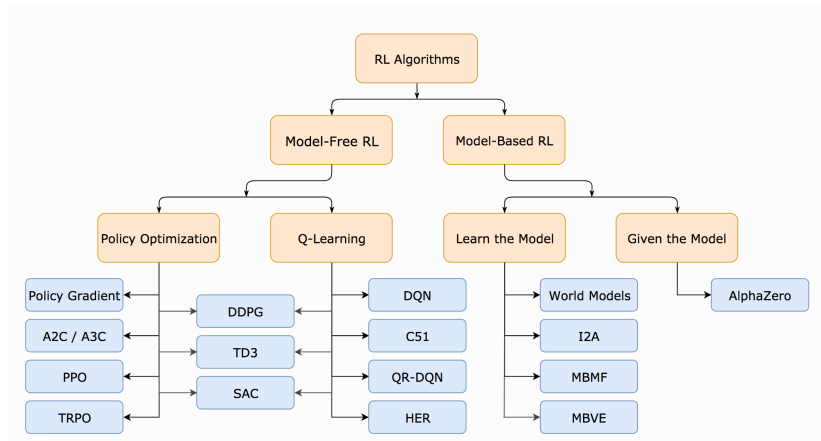 RL Algorithms
Model-Free RL
Model-Based RL
Policy Optimization
Q-Learning
Learn the Model
Given the Model
Policy Gradient
A2C / A3C
PPO
TRPO
DDPG
TD3
SAC
DQN
C51
QR-DQN
HER
World Models
I2A
MBMF
MBVE
AlphaZero